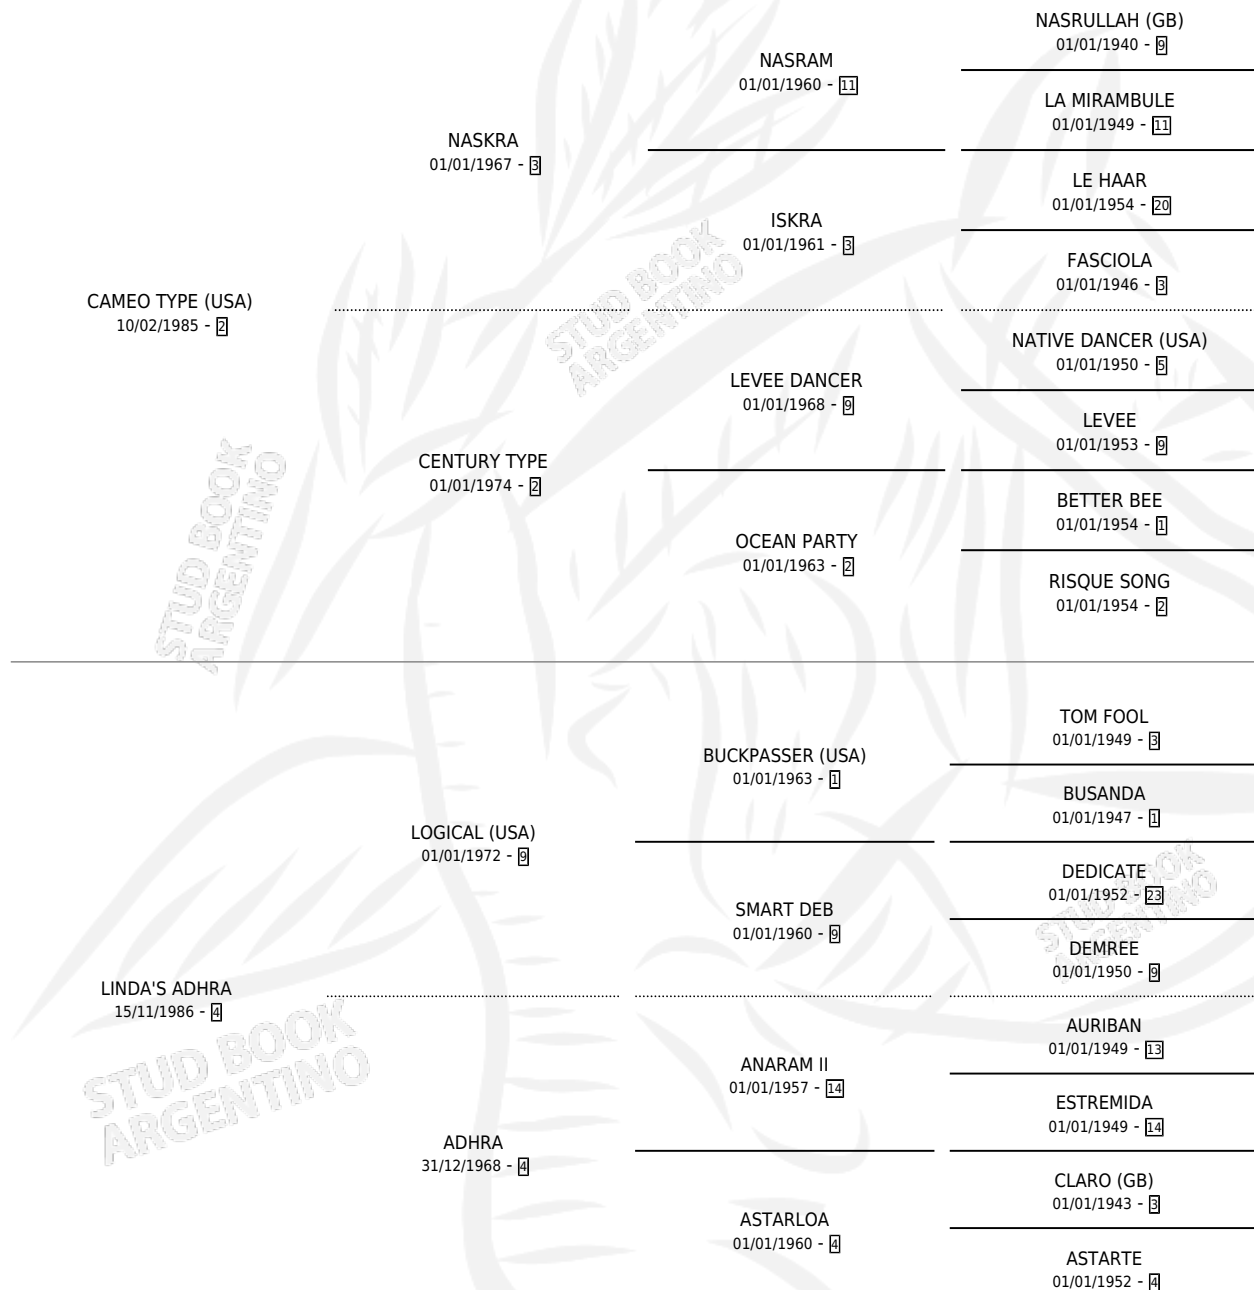 NASRULLAH (GB)
01/01/1940 - 9
NASRAM
01/01/1960 - 11
LA MIRAMBULE
01/01/1949 - 11
NASKRA
01/01/1967 - 3
LE HAAR
01/01/1954 - 20
ISKRA
01/01/1961 - 3
FASCIOLA
01/01/1946 - 3
CAMEO TYPE (USA)
10/02/1985 - 2
NATIVE DANCER (USA)
01/01/1950 - 5
LEVEE DANCER
01/01/1968 - 9
LEVEE
01/01/1953 - 9
CENTURY TYPE
01/01/1974 - 2
BETTER BEE
01/01/1954 - 1
OCEAN PARTY
01/01/1963 - 2
RISQUE SONG
01/01/1954 - 2
STUD BOOK
ARGENTINO
STUD BOOK
ARGENTINO
TOM FOOL
01/01/1949 - 3
BUCKPASSER (USA)
01/01/1963 - 1
BUSANDA
01/01/1947 - 1
LOGICAL (USA)
01/01/1972 - 9
DEDICATE
01/01/1952 - 23
SMART DEB
01/01/1960 - 9
DEMREE
01/01/1950 - 9
STUD BOOK
ARGENTINO
LINDA'S ADHRA
15/11/1986 - 4
AURIBAN
01/01/1949 - 13
ANARAM II
01/01/1957 - 14
ESTREMIDA
01/01/1949 - 14
ADHRA
31/12/1968 - 4
CLARO (GB)
01/01/1943 - 3
ASTARLOA
01/01/1960 - 4
ASTARTE
01/01/1952 - 4
STUD BOOK
ARGENTINO